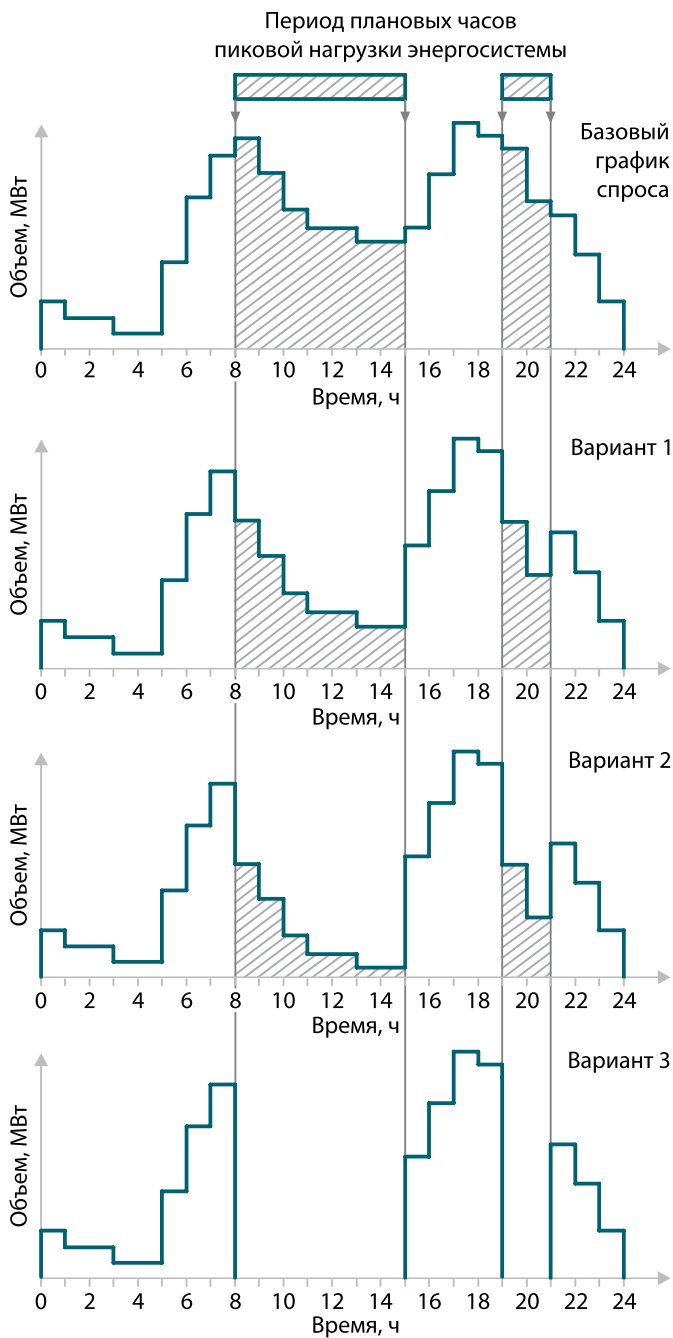 Период плановых часов
пиковой нагрузки энергосистемы
Базовый
график
спроса
Объем, МВт
0 2 4 6 8 10 12 14 16 18 20 22 24
Время, ч
Вариант 1
Объем, МВт
0 2 4 6 8 10 12 14 16 18 20 22 24
Время, ч
Вариант 2
Объем, МВт
0 2 4 6 8 10 12 14 16 18 20 22 24
Время, ч
Вариант 3
Объем, МВт
0 2 4 6 8 10 12 14 16 18 20 22 24
Время, ч